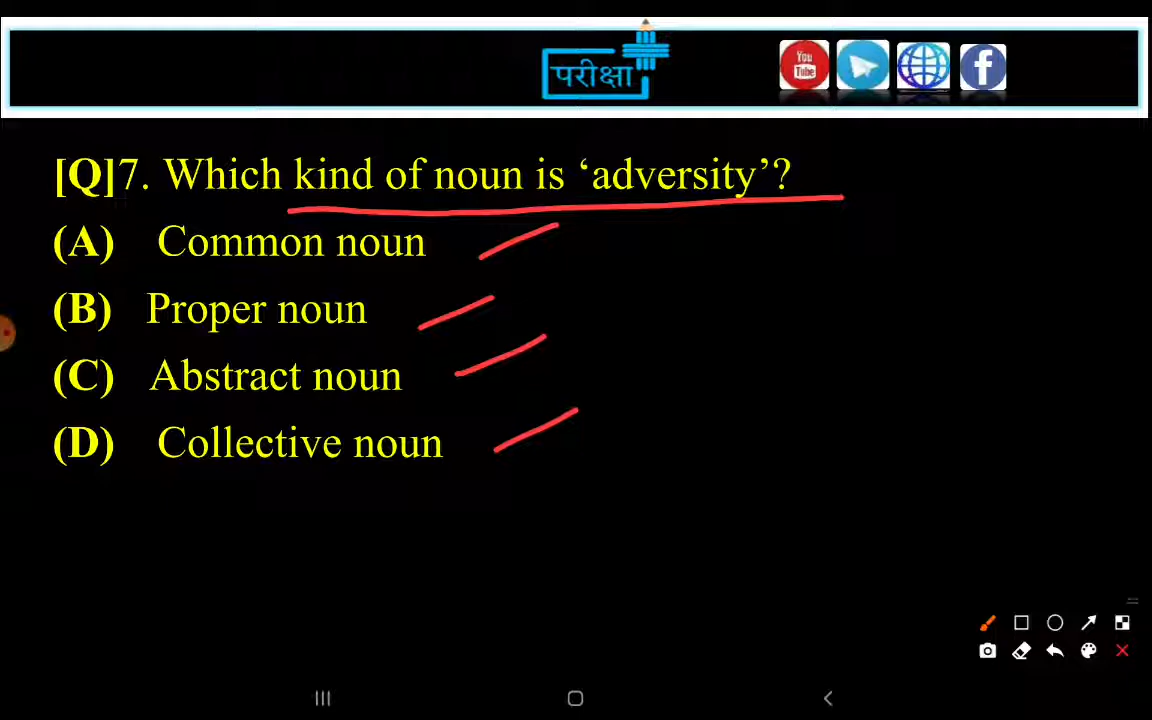 परीक्षा
You
Tube
[Q]7. Which kind of noun is ‘adversity’?
(A) Common noun
(B) Proper noun
(C) Abstract noun
(D) Collective noun